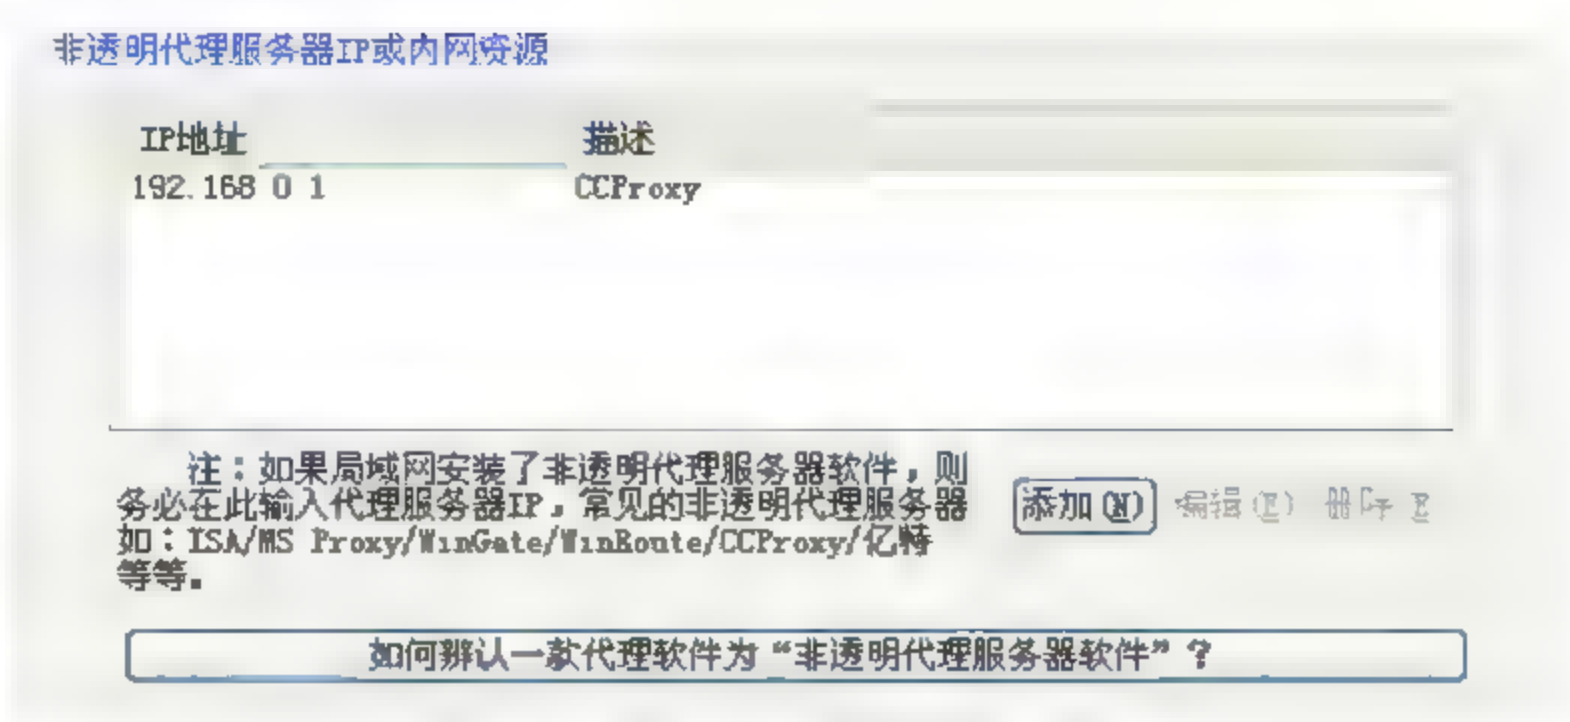 非透明代理服务器IP或内网资源
IP地址 描述
192.168 0 1 CCProxy
注：如果局域网安装了非透明代理服务器软件，则
务必在此输入代理服务器IP，常见的非透明代理服务器
如：ISA/MS Proxy/WinGate/WinRoute/CCProxy/亿特
等等。
添加(N) 编辑(E)
如何辨认一款代理软件为“非透明代理服务器软件”？